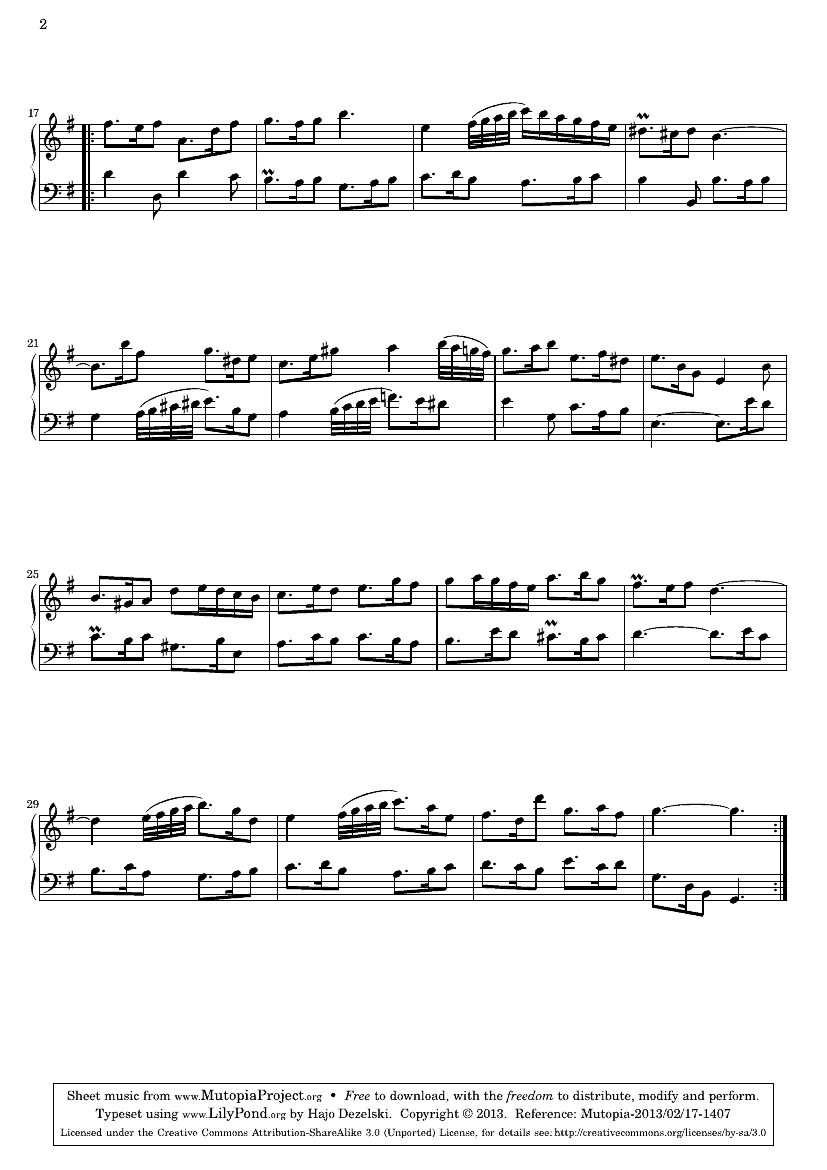 2
17
21
25
29
Sheet music from www.MutopiaProject.org • Free to download, with the freedom to distribute, modify and perform.
Typeset using www.LilyPond.org by Hajo Dezelski. Copyright © 2013. Reference: Mutopia-2013/02/17-1407
Licensed under the Creative Commons Attribution-ShareAlike 3.0 (Unported) License, for details see: http://creativecommons.org/licenses/by-sa/3.0